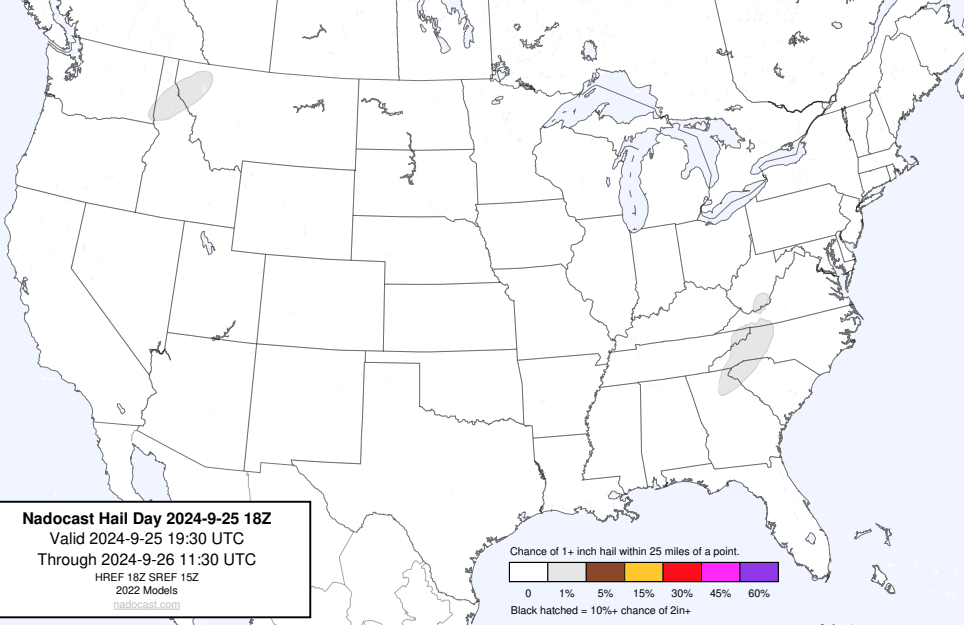 Nadocast Hail Day 2024-9-25 18Z
Valid 2024-9-25 19:30 UTC
Through 2024-9-26 11:30 UTC
HREF 18Z SREF 15Z
2022 Models
nadocast.com
Chance of 1+ inch hail within 25 miles of a point.
0 1% 5% 15% 30% 45% 60%
Black hatched = 10%+ chance of 2in+